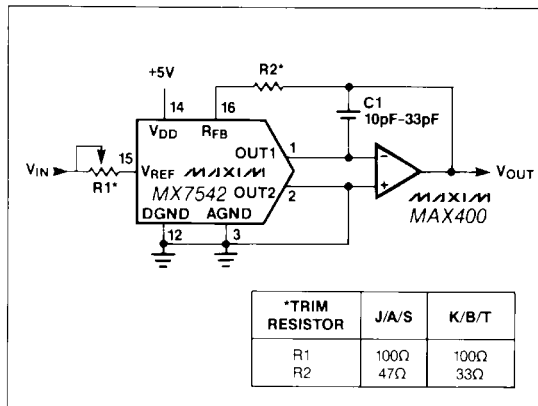 +5V
R2*
14
16
C1
10pF–33pF
VDD
RFB
1
OUT1
VIN
15
VREF
MAXIM
MX7542
R1*
OUT2
2
DGND
AGND
12
3
−
+
VOUT
MAXIM
MAX400
*TRIM RESISTOR J/A/S K/B/T
R1 100Ω 100Ω
R2 47Ω 33Ω